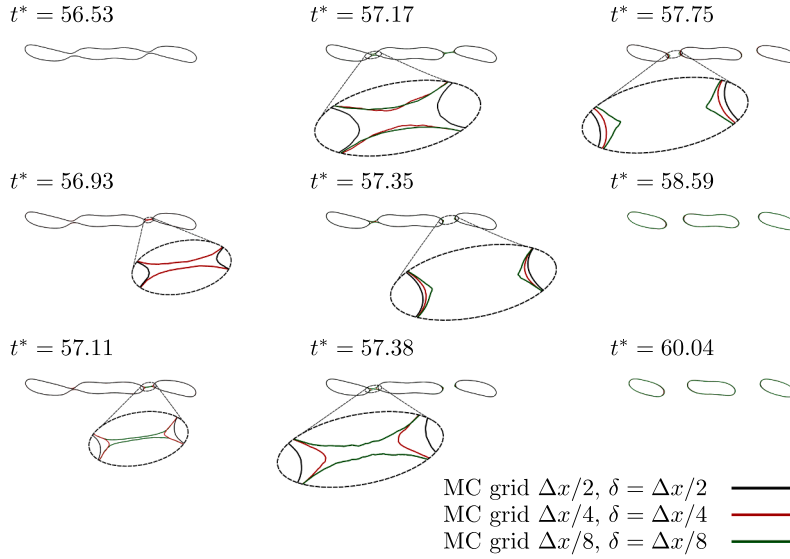 t* = 56.53
t* = 57.17
t* = 57.75
t* = 56.93
t* = 57.35
t* = 58.59
t* = 57.11
t* = 57.38
t* = 60.04
MC grid Δx/2, δ = Δx/2
MC grid Δx/4, δ = Δx/4
MC grid Δx/8, δ = Δx/8